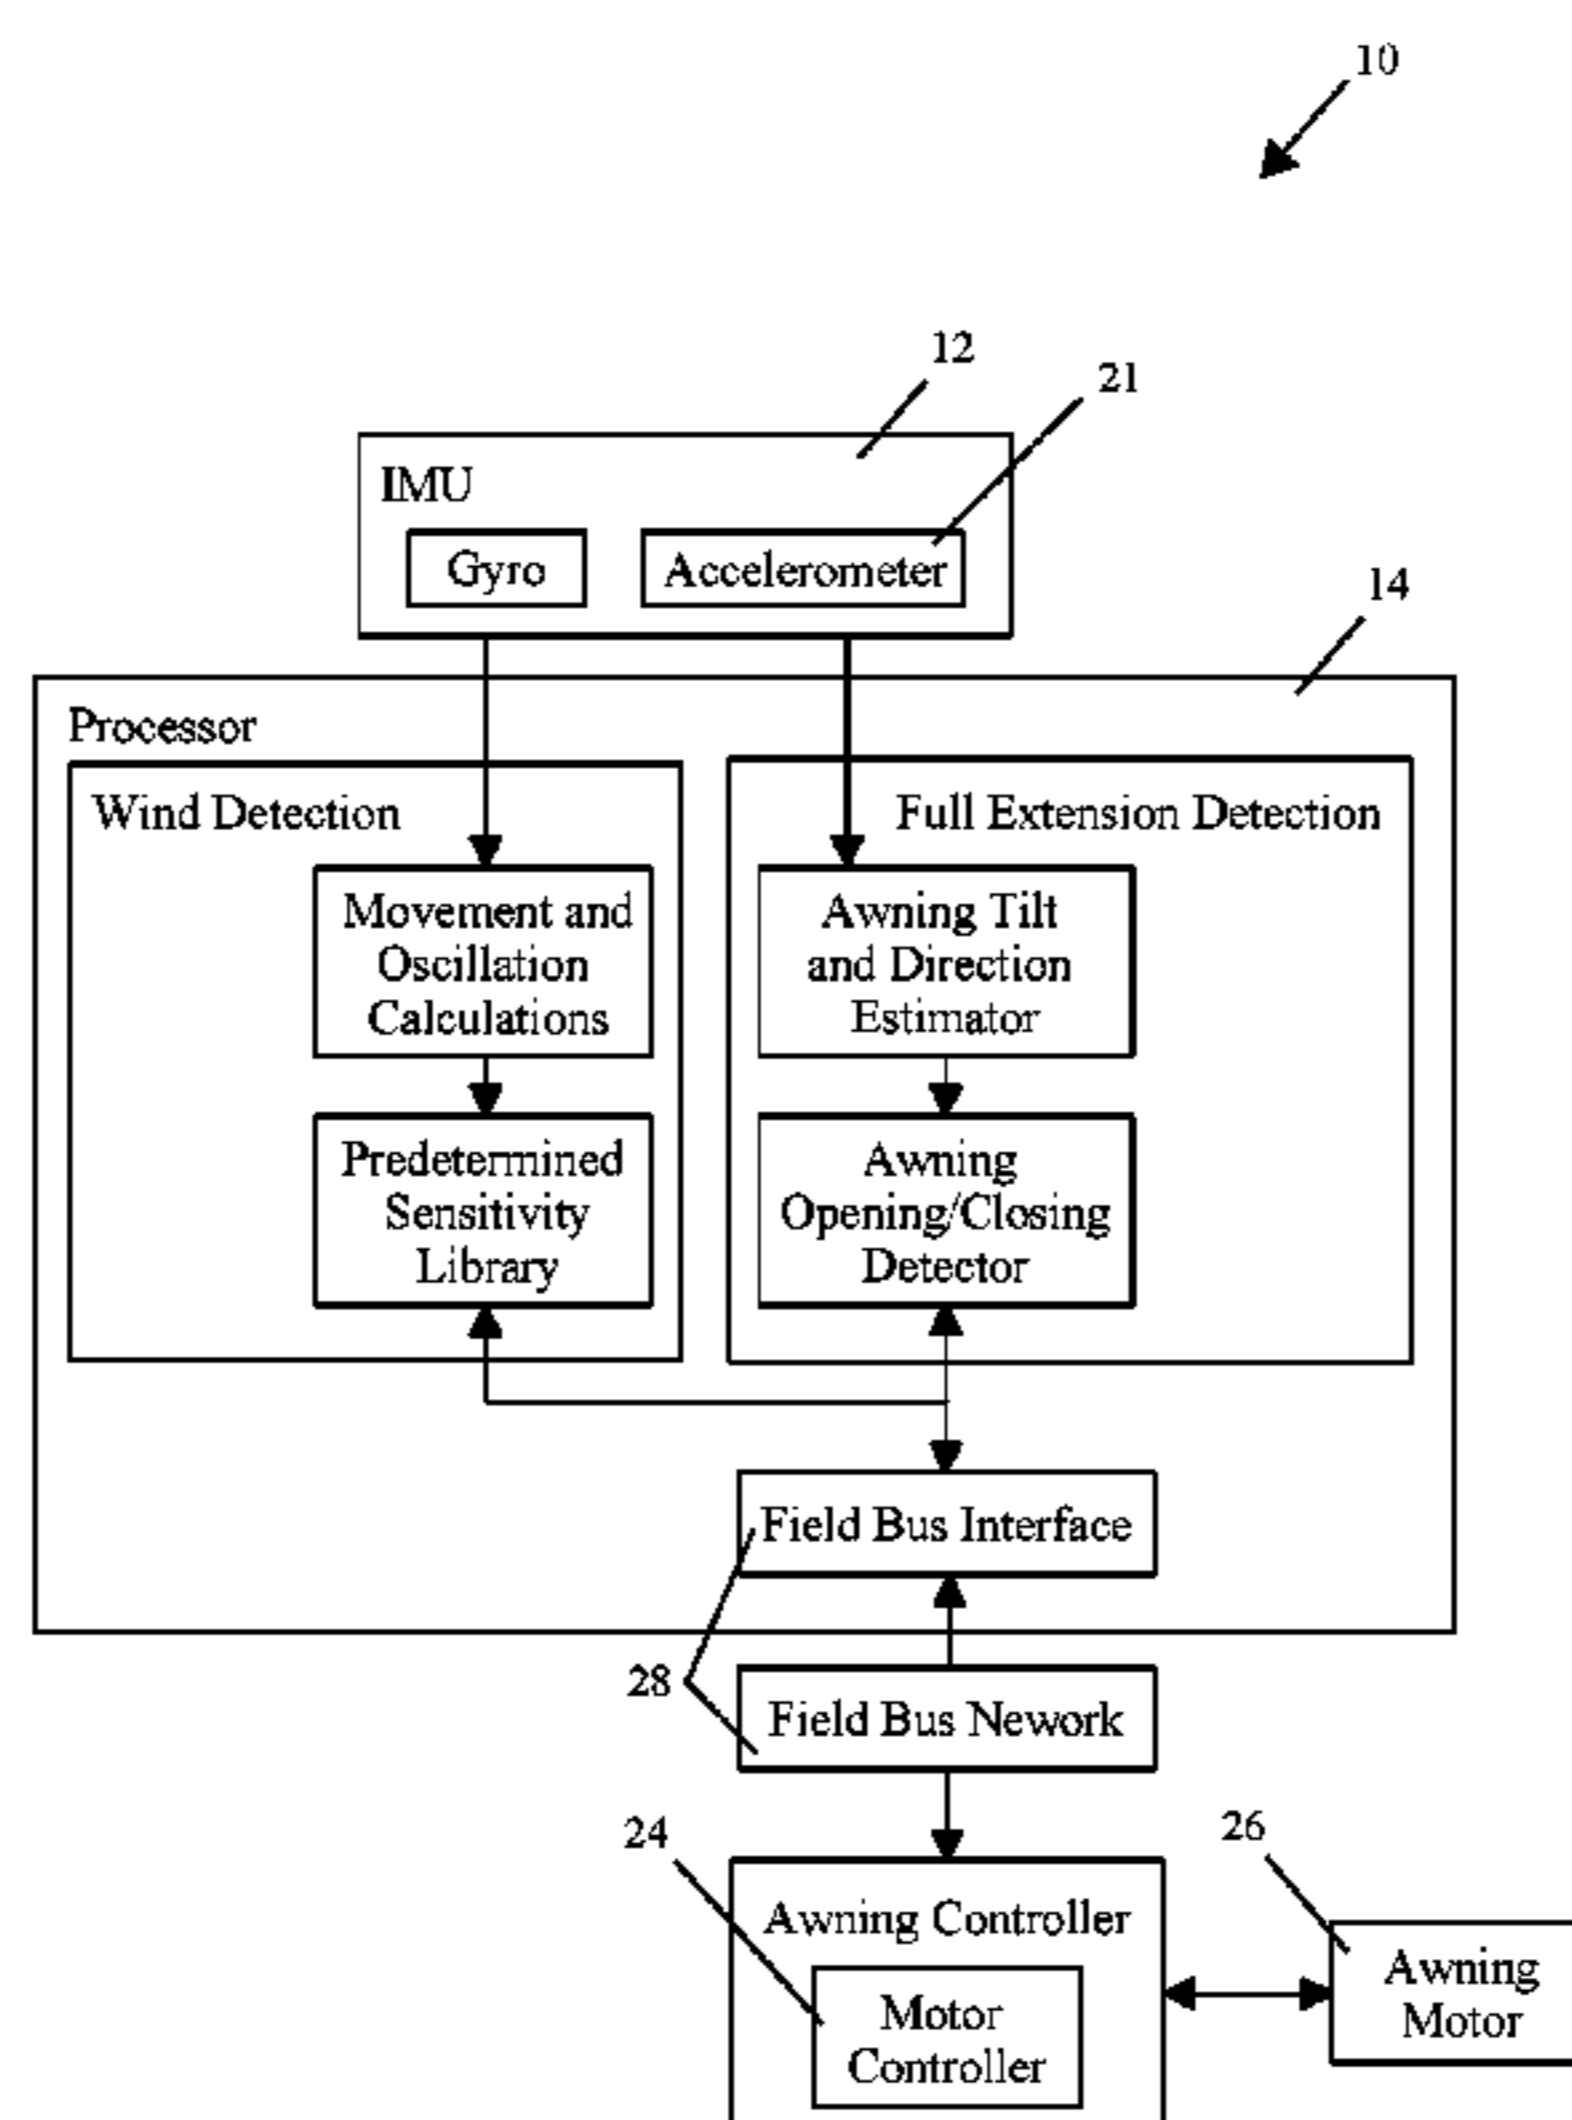 10
12
21
IMU
Gyro
Accelerometer
14
Processor
Wind Detection
Full Extension Detection
Movement and
Oscillation
Calculations
Awning Tilt
and Direction
Estimator
Predetermined
Sensitivity
Library
Awning
Opening/Closing
Detector
Field Bus Interface
28
Field Bus Nework
24
26
Awning Controller
Motor
Controller
Awning
Motor